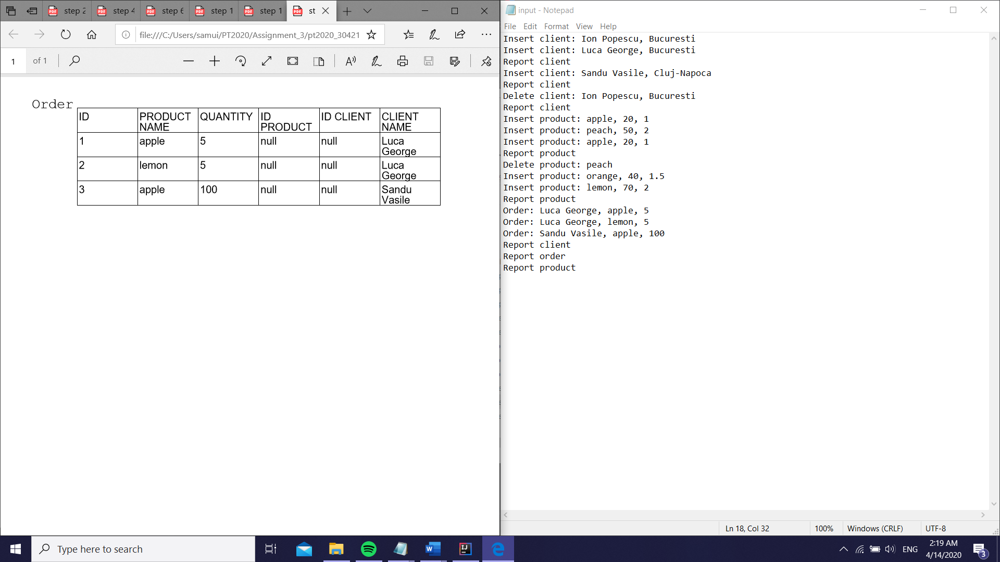 step 2
step 4
step 6
step 1
step 1
st
file:///C:/Users/samui/PT2020/Assignment_3/pt2020_30421
1 of 1
Order
ID PRODUCT NAME QUANTITY ID PRODUCT ID CLIENT CLIENT NAME
1 apple 5 null null Luca George
2 lemon 5 null null Luca George
3 apple 100 null null Sandu Vasile
input - Notepad
File Edit Format View Help
Insert client: Ion Popescu, Bucuresti
Insert client: Luca George, Bucuresti
Report client
Insert client: Sandu Vasile, Cluj-Napoca
Report client
Delete client: Ion Popescu, Bucuresti
Report client
Insert product: apple, 20, 1
Insert product: peach, 50, 2
Insert product: apple, 20, 1
Report product
Delete product: peach
Insert product: orange, 40, 1.5
Insert product: lemon, 70, 2
Report product
Order: Luca George, apple, 5
Order: Luca George, lemon, 5
Order: Sandu Vasile, apple, 100
Report client
Report order
Report product
Ln 18, Col 32 100% Windows (CRLF) UTF-8
Type here to search
ENG
2:19 AM
4/14/2020
3